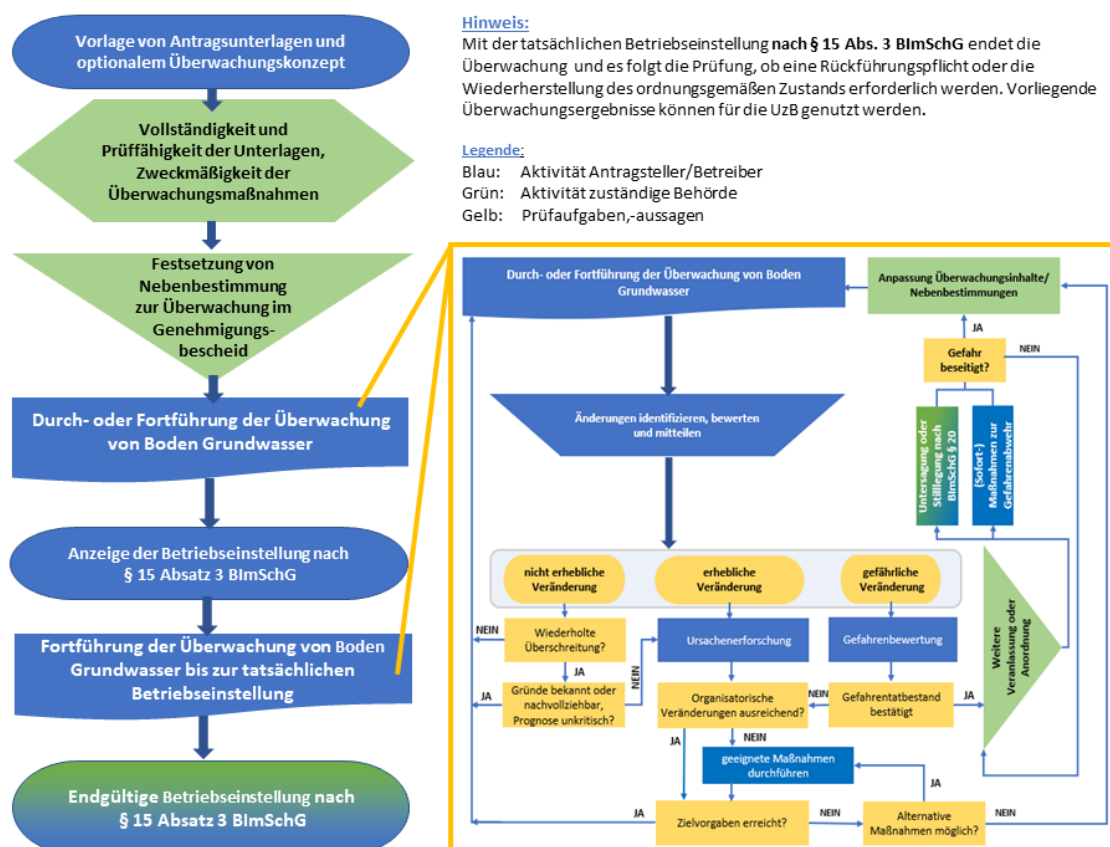 Vorlage von Antragsunterlagen und
optionalem Überwachungskonzept
Vollständigkeit und
Prüffähigkeit der Unterlagen,
Zweckmäßigkeit der
Überwachungsmaßnahmen
Festsetzung von
Nebenbestimmung
zur Überwachung im
Genehmigungs-
bescheid
Durch- oder Fortführung der Überwachung
von Boden Grundwasser
Anzeige der Betriebseinstellung nach
§ 15 Absatz 3 BImSchG
Fortführung der Überwachung von Boden
Grundwasser bis zur tatsächlichen
Betriebseinstellung
Endgültige Betriebseinstellung nach
§ 15 Absatz 3 BImSchG
Hinweis:
Mit der tatsächlichen Betriebseinstellung nach § 15 Abs. 3 BImSchG endet die
Überwachung und es folgt die Prüfung, ob eine Rückführungspflicht oder die
Wiederherstellung des ordnungsgemäßen Zustands erforderlich werden. Vorliegende
Überwachungsergebnisse können für die UzB genutzt werden.
Legende:
Blau: Aktivität Antragsteller/Betreiber
Grün: Aktivität zuständige Behörde
Gelb: Prüfaufgaben,-aussagen
Durch- oder Fortführung der Überwachung von Boden
Grundwasser
Anpassung Überwachungsinhalte/
Nebenbestimmungen
JA
NEIN
Gefahr
beseitigt?
Änderungen identifizieren, bewerten
und mitteilen
Untersagung oder
Stilllegung nach
BImSchG § 20
(Sofort-)
Maßnahmen zur
Gefahrenabwehr
nicht erhebliche
Veränderung
erhebliche
Veränderung
gefährliche
Veränderung
NEIN
Wiederholte
Überschreitung?
Ursachenerforschung
Gefahrenbewertung
Weitere
Veranlassung oder
Anordnung
JA
NEIN
JA
Gründe bekannt oder
nachvollziehbar,
Prognose unkritisch?
Organisatorische
Veränderungen ausreichend?
NEIN
Gefahrentatbestand
bestätigt
JA
JA
NEIN
geeignete Maßnahmen
durchführen
JA
JA
Zielvorgaben erreicht?
NEIN
Alternative
Maßnahmen möglich?
NEIN